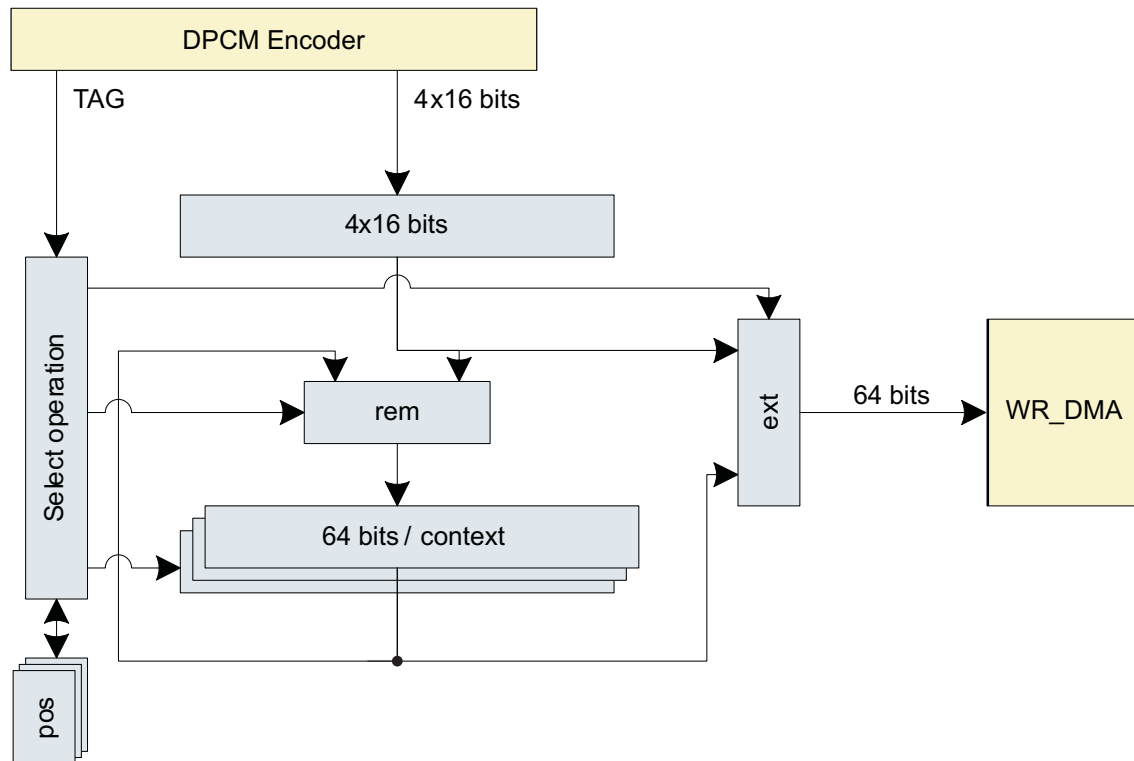 DPCM Encoder
TAG
4x16 bits
4x16 bits
Select operation
rem
ext
64 bits
WR_DMA
64 bits / context
pos